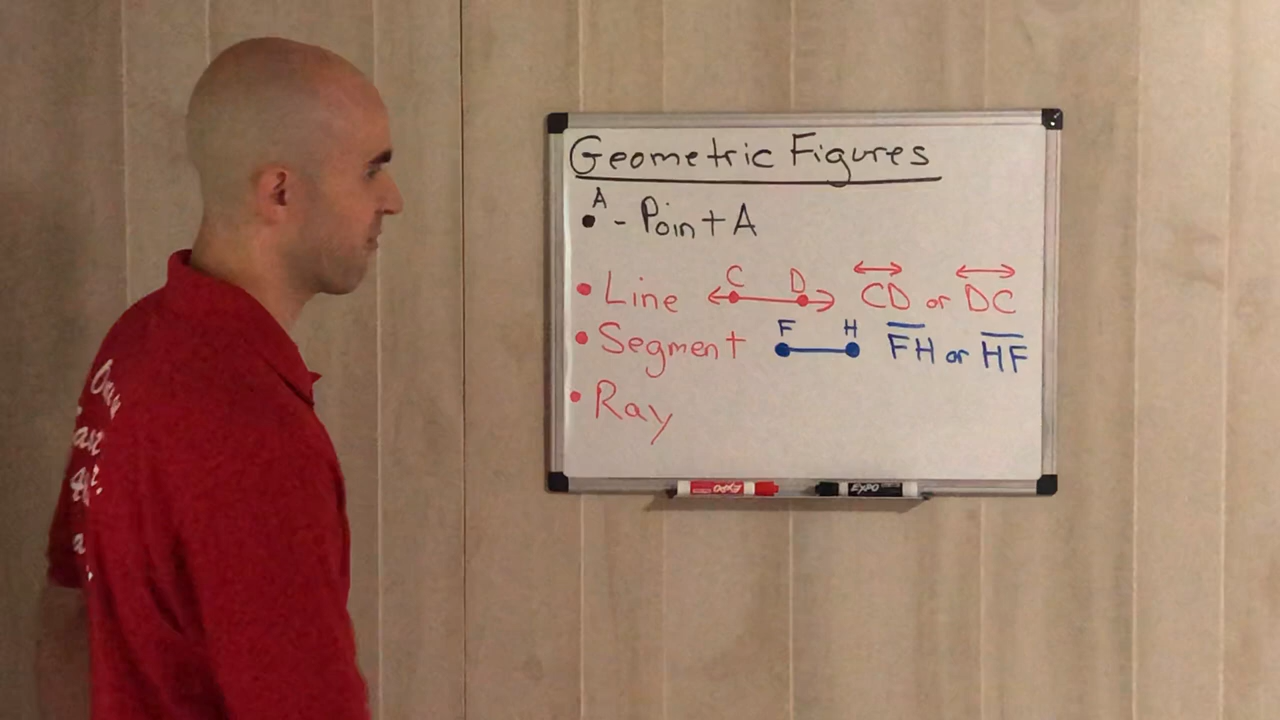 Geometric Figures
A
- Point A
• Line C D CD or DC
• Segment F H FH or HF
• Ray
EXPO EXPO